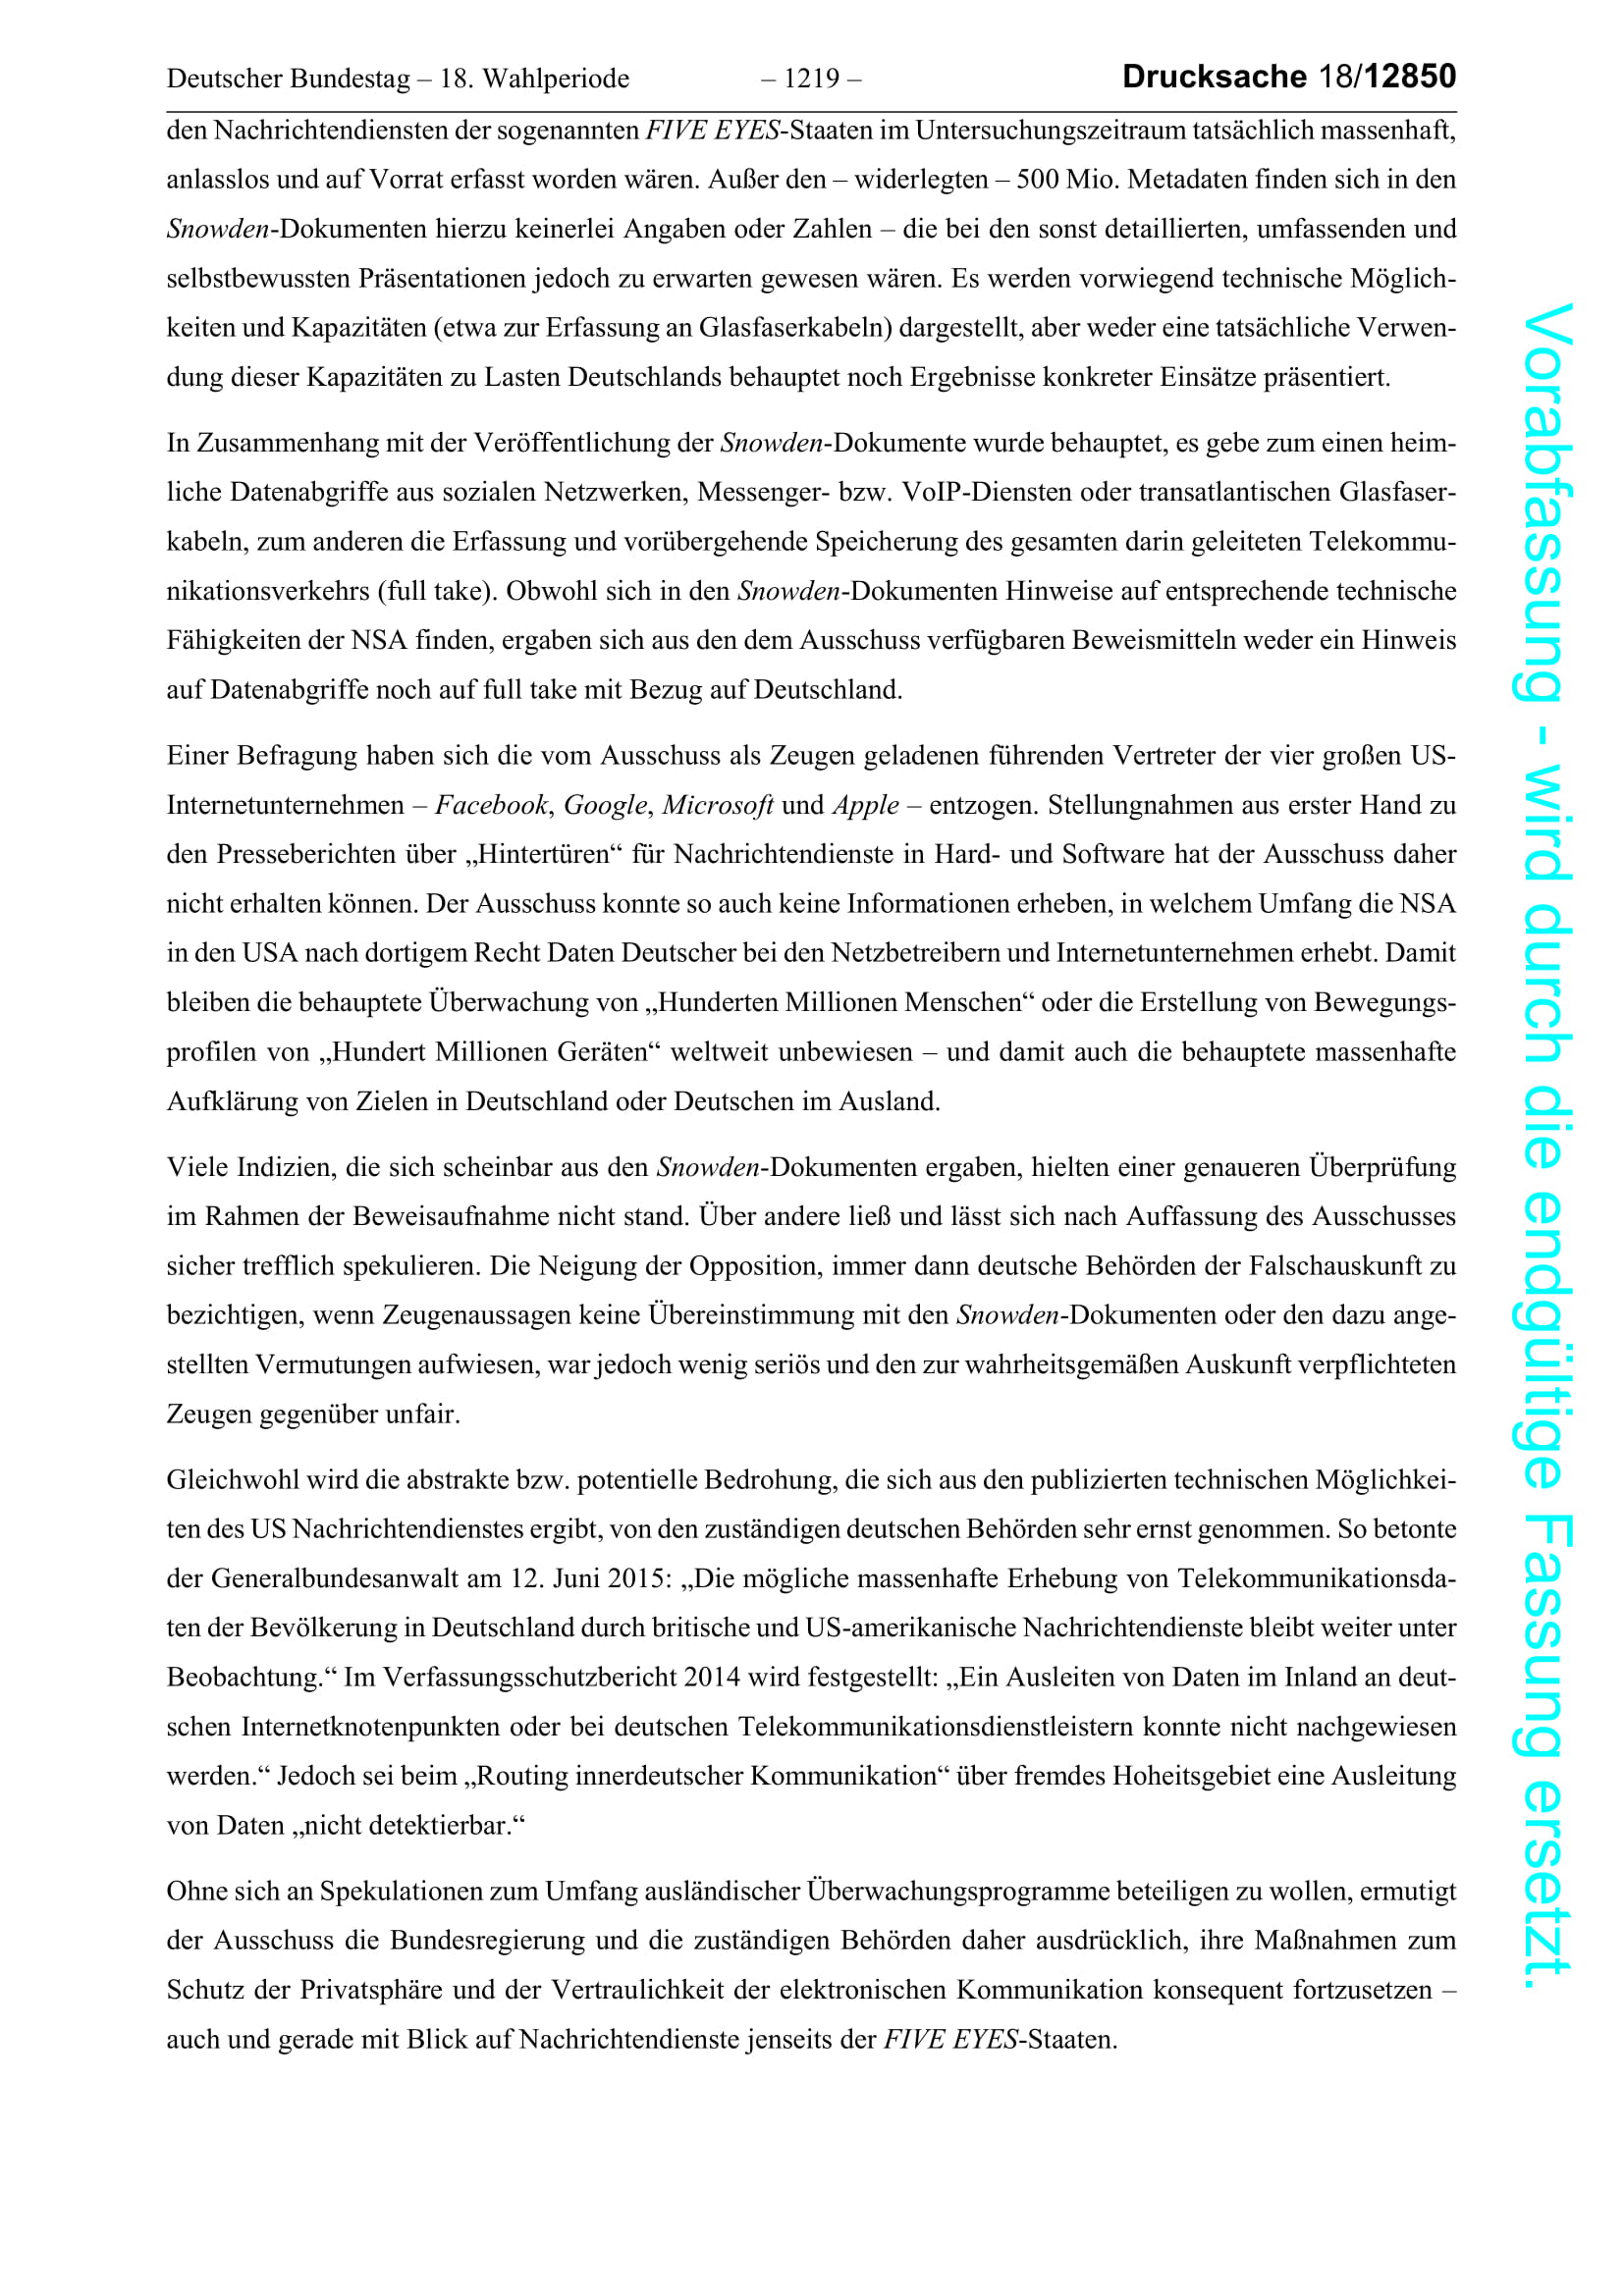 Deutscher Bundestag – 18. Wahlperiode – 1219 – Drucksache 18/12850
den Nachrichtendiensten der sogenannten FIVE EYES-Staaten im Untersuchungszeitraum tatsächlich massenhaft,
anlasslos und auf Vorrat erfasst worden wären. Außer den – widerlegten – 500 Mio. Metadaten finden sich in den
Snowden-Dokumenten hierzu keinerlei Angaben oder Zahlen – die bei den sonst detaillierten, umfassenden und
selbstbewussten Präsentationen jedoch zu erwarten gewesen wären. Es werden vorwiegend technische Möglich-
keiten und Kapazitäten (etwa zur Erfassung an Glasfaserkabeln) dargestellt, aber weder eine tatsächliche Verwen-
dung dieser Kapazitäten zu Lasten Deutschlands behauptet noch Ergebnisse konkreter Einsätze präsentiert.
In Zusammenhang mit der Veröffentlichung der Snowden-Dokumente wurde behauptet, es gebe zum einen heim-
liche Datenabgriffe aus sozialen Netzwerken, Messenger- bzw. VoIP-Diensten oder transatlantischen Glasfaser-
kabeln, zum anderen die Erfassung und vorübergehende Speicherung des gesamten darin geleiteten Telekommu-
nikationsverkehrs (full take). Obwohl sich in den Snowden-Dokumenten Hinweise auf entsprechende technische
Fähigkeiten der NSA finden, ergaben sich aus den dem Ausschuss verfügbaren Beweismitteln weder ein Hinweis
auf Datenabgriffe noch auf full take mit Bezug auf Deutschland.
Einer Befragung haben sich die vom Ausschuss als Zeugen geladenen führenden Vertreter der vier großen US-
Internetunternehmen – Facebook, Google, Microsoft und Apple – entzogen. Stellungnahmen aus erster Hand zu
den Presseberichten über „Hintertüren“ für Nachrichtendienste in Hard- und Software hat der Ausschuss daher
nicht erhalten können. Der Ausschuss konnte so auch keine Informationen erheben, in welchem Umfang die NSA
in den USA nach dortigem Recht Daten Deutscher bei den Netzbetreibern und Internetunternehmen erhebt. Damit
bleiben die behauptete Überwachung von „Hunderten Millionen Menschen“ oder die Erstellung von Bewegungs-
profilen von „Hundert Millionen Geräten“ weltweit unbewiesen – und damit auch die behauptete massenhafte
Aufklärung von Zielen in Deutschland oder Deutschen im Ausland.
Viele Indizien, die sich scheinbar aus den Snowden-Dokumenten ergaben, hielten einer genaueren Überprüfung
im Rahmen der Beweisaufnahme nicht stand. Über andere ließ und lässt sich nach Auffassung des Ausschusses
sicher trefflich spekulieren. Die Neigung der Opposition, immer dann deutsche Behörden der Falschauskunft zu
bezichtigen, wenn Zeugenaussagen keine Übereinstimmung mit den Snowden-Dokumenten oder den dazu ange-
stellten Vermutungen aufwiesen, war jedoch wenig seriös und den zur wahrheitsgemäßen Auskunft verpflichteten
Zeugen gegenüber unfair.
Gleichwohl wird die abstrakte bzw. potentielle Bedrohung, die sich aus den publizierten technischen Möglichkei-
ten des US Nachrichtendienstes ergibt, von den zuständigen deutschen Behörden sehr ernst genommen. So betonte
der Generalbundesanwalt am 12. Juni 2015: „Die mögliche massenhafte Erhebung von Telekommunikationsda-
ten der Bevölkerung in Deutschland durch britische und US-amerikanische Nachrichtendienste bleibt weiter unter
Beobachtung.“ Im Verfassungsschutzbericht 2014 wird festgestellt: „Ein Ausleiten von Daten im Inland an deut-
schen Internetknotenpunkten oder bei deutschen Telekommunikationsdienstleistern konnte nicht nachgewiesen
werden.“ Jedoch sei beim „Routing innerdeutscher Kommunikation“ über fremdes Hoheitsgebiet eine Ausleitung
von Daten „nicht detektierbar.“
Ohne sich an Spekulationen zum Umfang ausländischer Überwachungsprogramme beteiligen zu wollen, ermutigt
der Ausschuss die Bundesregierung und die zuständigen Behörden daher ausdrücklich, ihre Maßnahmen zum
Schutz der Privatsphäre und der Vertraulichkeit der elektronischen Kommunikation konsequent fortzusetzen –
auch und gerade mit Blick auf Nachrichtendienste jenseits der FIVE EYES-Staaten.
Vorabfassung - wird durch die endgültige Fassung ersetzt.